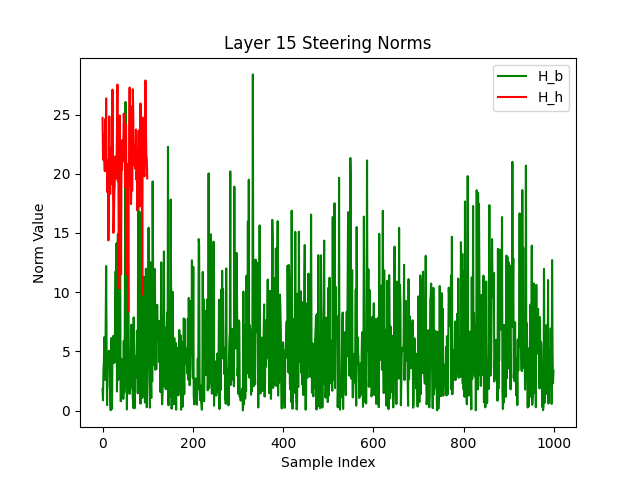 Layer 15 Steering Norms
H_b
H_h
Norm Value
25
20
15
10
5
0
0 200 400 600 800 1000
Sample Index